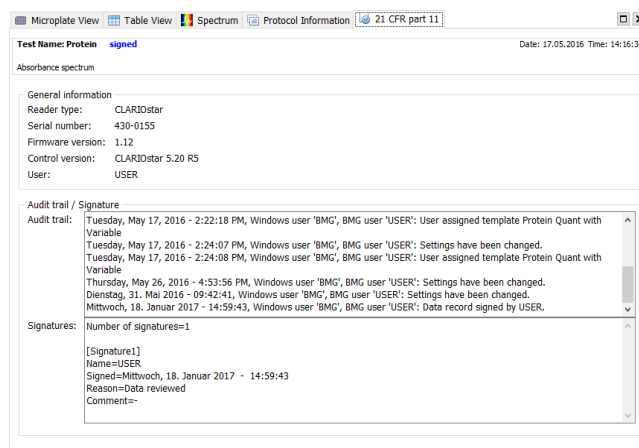 Microplate View Table View Spectrum Protocol Information 21 CFR part 11
Test Name: Protein signed Date: 17.05.2016 Time: 14:16:3
Absorbance spectrum
General information
Reader type: CLARIOstar
Serial number: 430-0155
Firmware version: 1.12
Control version: CLARIOstar 5.20 R5
User: USER
Audit trail / Signature
Audit trail: Tuesday, May 17, 2016 - 2:22:18 PM, Windows user 'BMG', BMG user 'USER': User assigned template Protein Quant with
Variable
Tuesday, May 17, 2016 - 2:24:07 PM, Windows user 'BMG', BMG user 'USER': Settings have been changed.
Tuesday, May 17, 2016 - 2:24:08 PM, Windows user 'BMG', BMG user 'USER': User assigned template Protein Quant with
Variable
Thursday, May 26, 2016 - 4:53:56 PM, Windows user 'BMG', BMG user 'USER': Settings have been changed.
Dienstag, 31. Mai 2016 - 09:42:41, Windows user 'BMG', BMG user 'USER': Settings have been changed.
Mittwoch, 18. Januar 2017 - 14:59:43, Windows user 'BMG', BMG user 'USER': Data record signed by USER.
Signatures: Number of signatures=1
[Signature1]
Name=USER
Signed=Mittwoch, 18. Januar 2017 - 14:59:43
Reason=Data reviewed
Comment=-